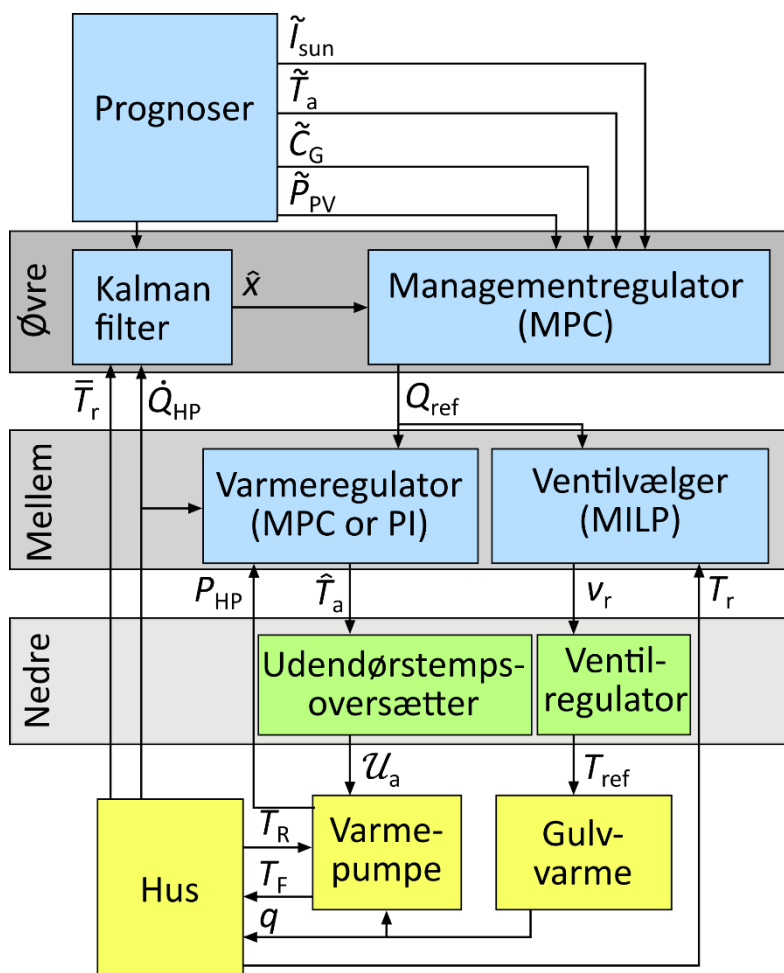 Ĩsun
T̃a
Prognoser
C̃G
P̃PV
Øvre
Kalman
filter
x̂
Managementregulator
(MPC)
T̿r
Q̇HP
Qref
Mellem
Varmeregulator
(MPC or PI)
Ventilvælger
(MILP)
PHP
T̂a
vr
Tr
Nedre
Udendørstemps-
oversætter
Ventil-
regulator
𝒰a
Tref
Hus
TR
TF
q
Varme-
pumpe
Gulv-
varme